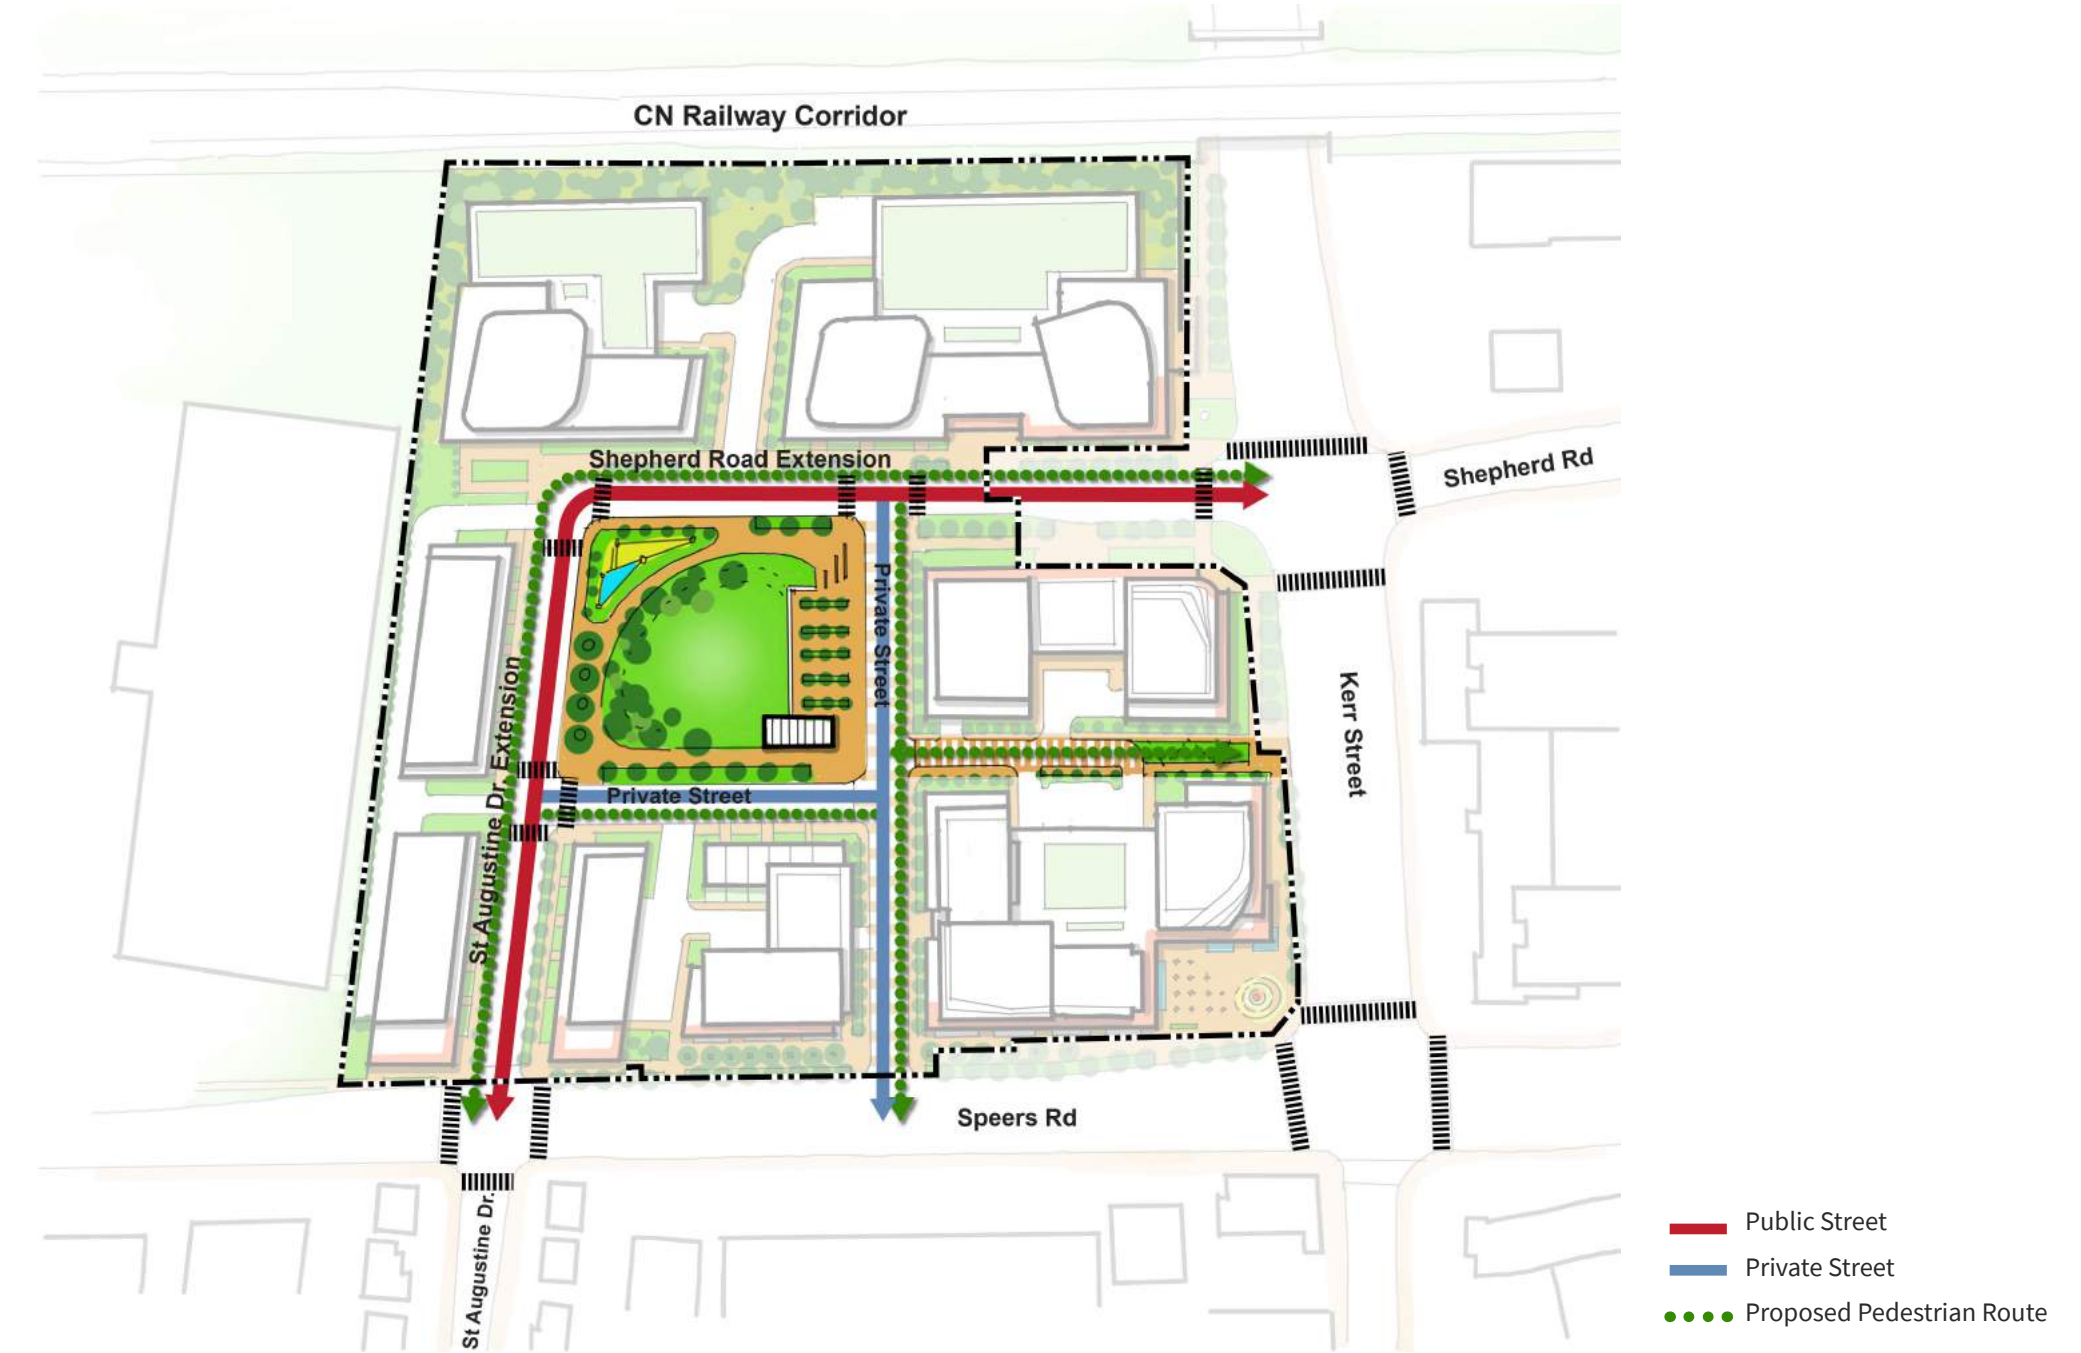 CN Railway Corridor
Shepherd Road Extension
Shepherd Rd
Private Street
St Augustine Dr. Extension
Kerr Street
Private Street
Speers Rd
St Augustine Dr.
Public Street
Private Street
Proposed Pedestrian Route